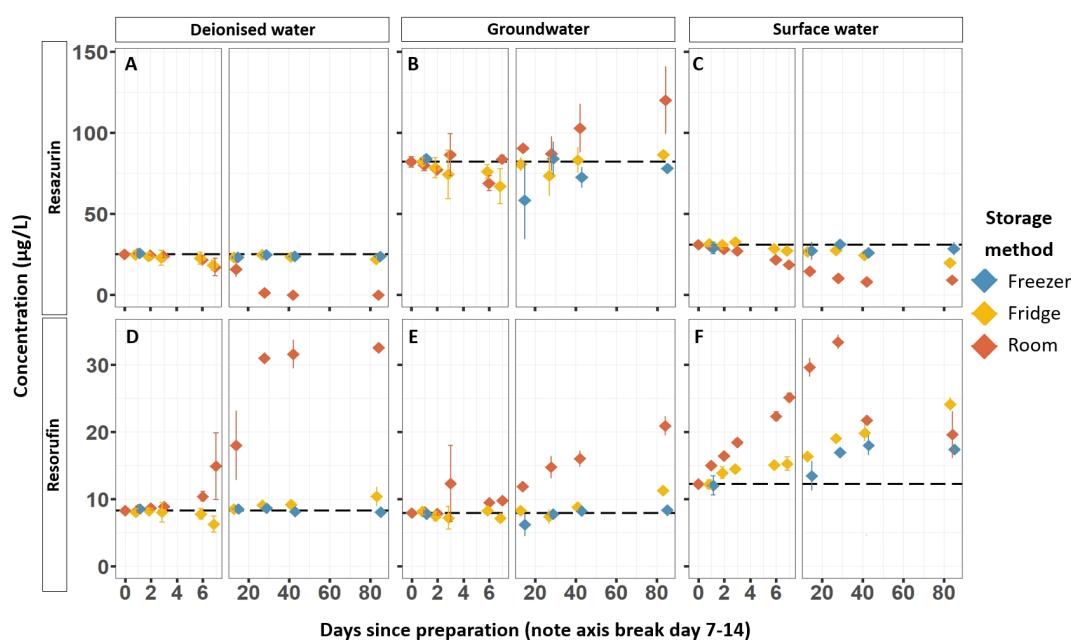 Deionised water
Groundwater
Surface water
Concentration (µg/L)
Resazurin
A
B
C
150
100
50
0
Resorufin
D
E
F
30
20
10
0
0 2 4 6 20 40 60 80
0 2 4 6 20 40 60 80
0 2 4 6 20 40 60 80
Days since preparation (note axis break day 7-14)
Storage
method
Freezer
Fridge
Room